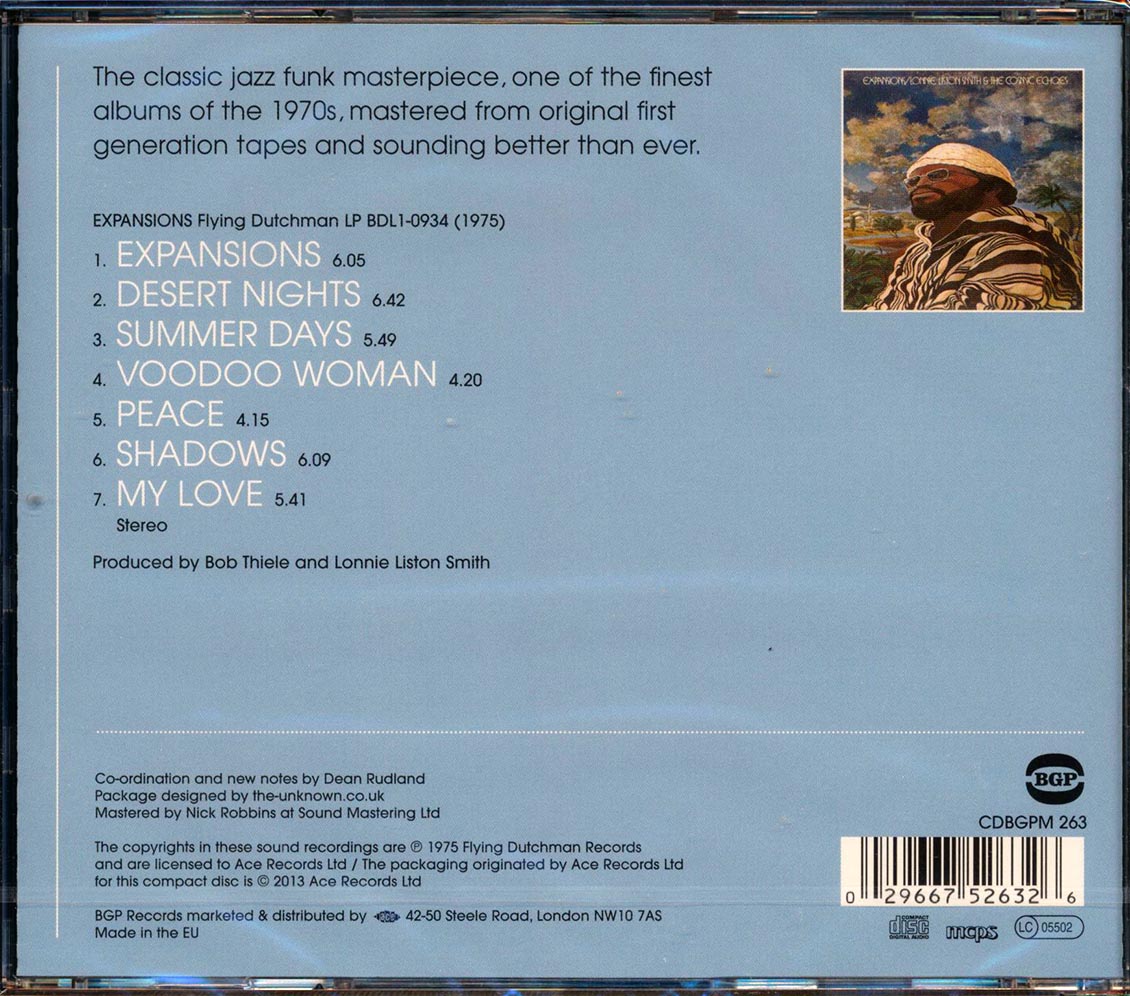 The classic jazz funk masterpiece, one of the finest
albums of the 1970s, mastered from original first
generation tapes and sounding better than ever.
EXPANSIONS/LONNIE LISTON SMITH & THE COSMIC ECHOES
EXPANSIONS Flying Dutchman LP BDL1-0934 (1975)
1. EXPANSIONS 6.05
2. DESERT NIGHTS 6.42
3. SUMMER DAYS 5.49
4. VOODOO WOMAN 4.20
5. PEACE 4.15
6. SHADOWS 6.09
7. MY LOVE 5.41
Stereo
Produced by Bob Thiele and Lonnie Liston Smith
Co-ordination and new notes by Dean Rudland
Package designed by the-unknown.co.uk
Mastered by Nick Robbins at Sound Mastering Ltd
The copyrights in these sound recordings are ℗ 1975 Flying Dutchman Records
and are licensed to Ace Records Ltd / The packaging originated by Ace Records Ltd
for this compact disc is © 2013 Ace Records Ltd
BGP Records marketed & distributed by 42-50 Steele Road, London NW10 7AS
Made in the EU
BGP
CDBGPM 263
0 29667 52632 6
COMPACT
disc
DIGITAL AUDIO
mcps
LC 05502